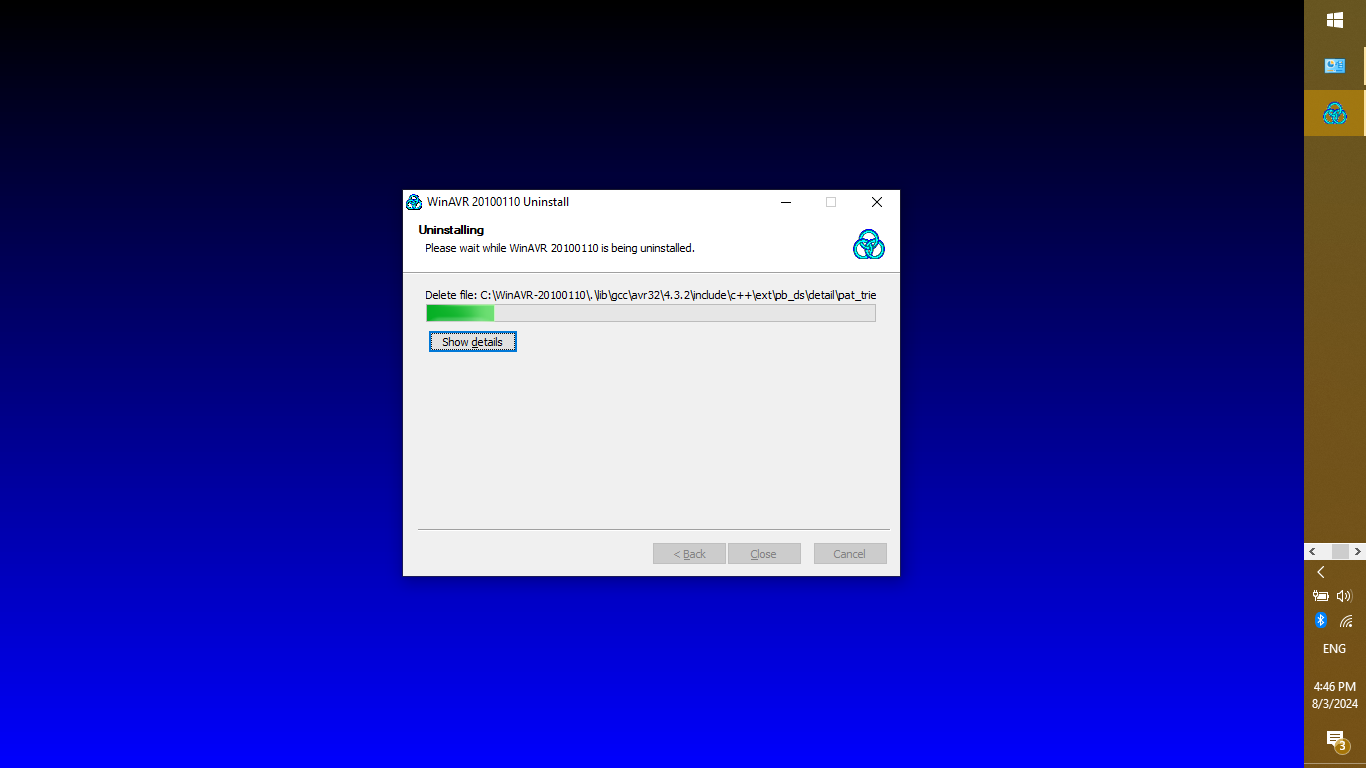 WinAVR 20100110 Uninstall
Uninstalling
Please wait while WinAVR 20100110 is being uninstalled.
Delete file: C:\WinAVR-20100110\.\lib\gcc\avr32\4.3.2\include\c++\ext\pb_ds\detail\pat_trie
Show details
< Back
Close
Cancel
ENG
4:46 PM
8/3/2024
3